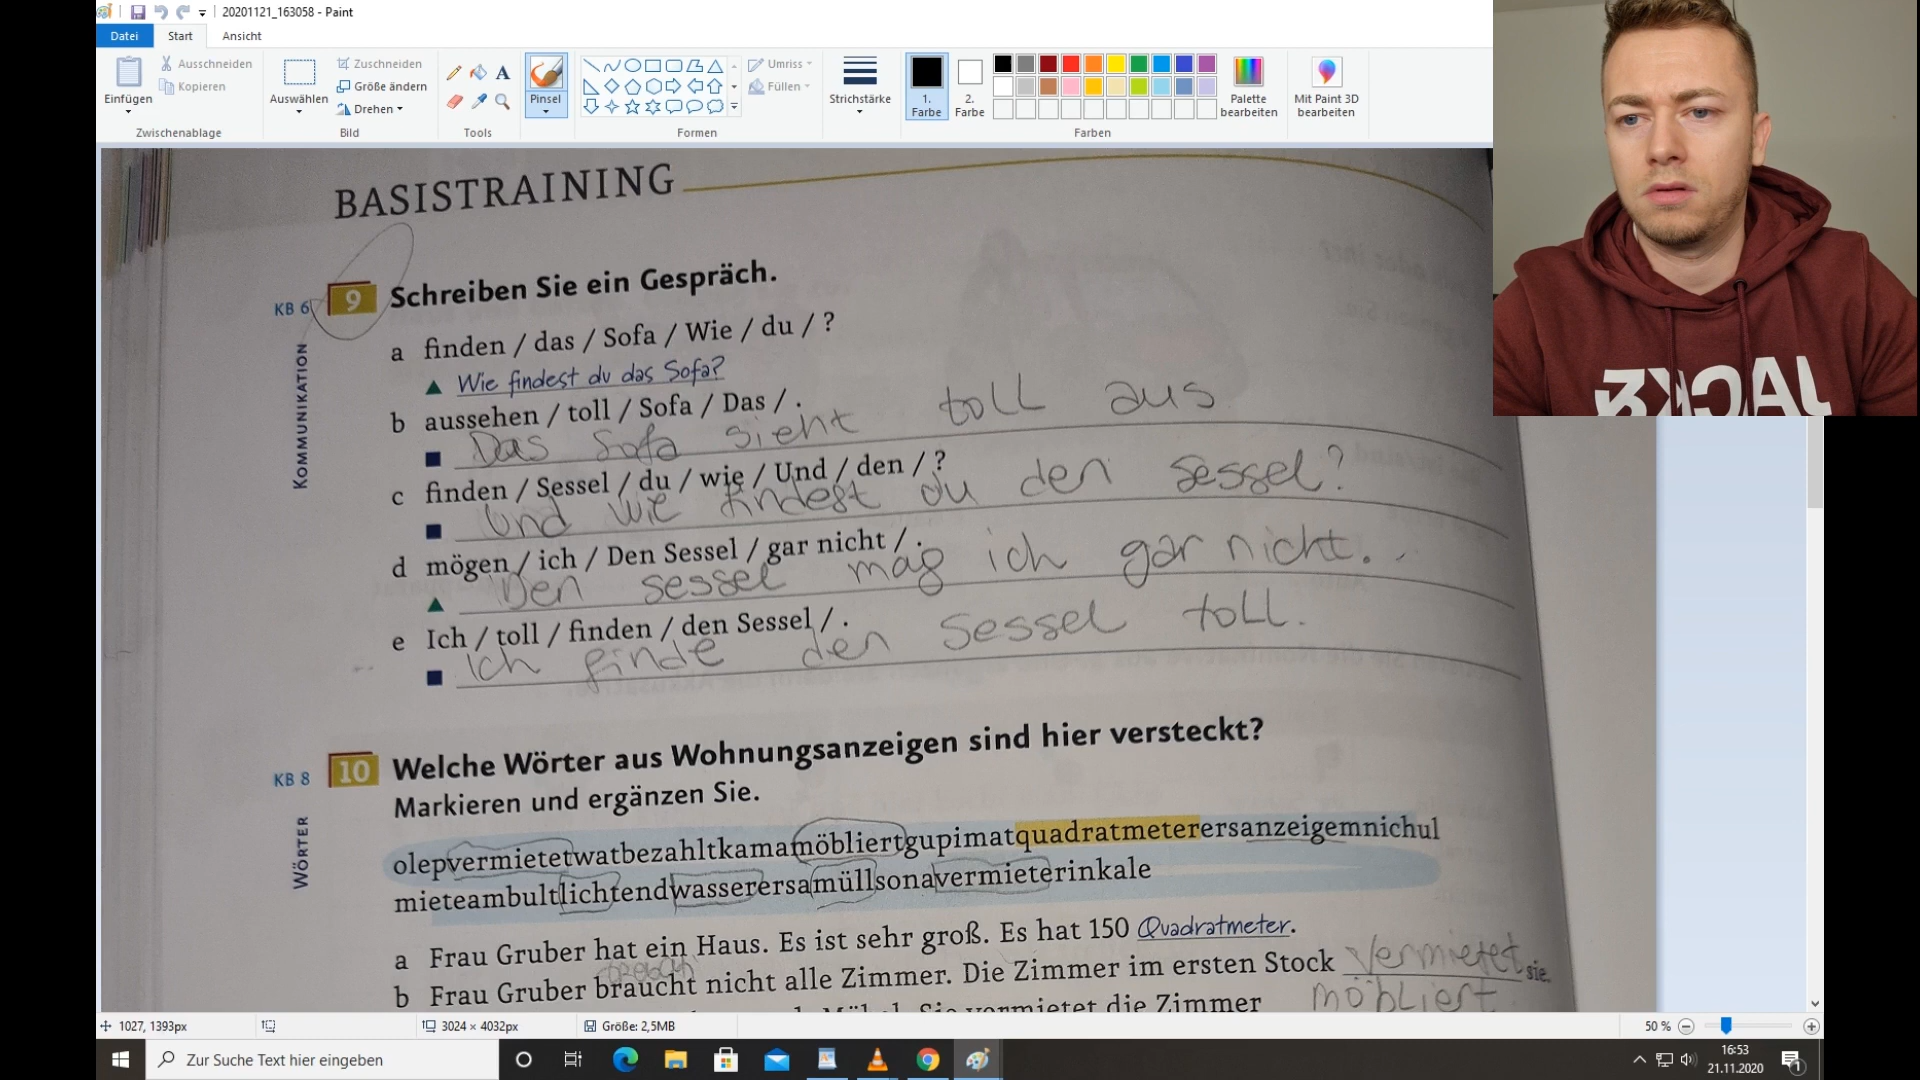 20201121_163058 - Paint
Datei Start Ansicht
Einfügen
Ausschneiden
Kopieren
Zwischenablage
Auswählen
Zuschneiden
Größe ändern
Drehen
Bild
A
Tools
Pinsel
Umriss
Füllen
Formen
Strichstärke
1. Farbe
2. Farbe
Palette bearbeiten
Farben
Mit Paint 3D bearbeiten
BASISTRAINING
KB 6 9 Schreiben Sie ein Gespräch.
KOMMUNIKATION
a finden / das / Sofa / Wie / du / ?
▲ Wie findest du das Sofa?
b aussehen / toll / Sofa / Das / .
■ Das Sofa sieht toll aus
c finden / Sessel / du / wie / Und / den / ?
■ Und wie findest du den Sessel?
d mögen / ich / Den Sessel / gar nicht / .
▲ Den sessel mag ich gar nicht.
e Ich / toll / finden / den Sessel / .
■ Ich finde den Sessel toll.
KB 8 10 Welche Wörter aus Wohnungsanzeigen sind hier versteckt?
Markieren und ergänzen Sie.
WÖRTER
olepvermietetwatbezahltkamamöbliertgupimatquadratmeterersanzeigemnichul
mieteambultlichtendwasserersamüllsonavermieterinkale
a Frau Gruber hat ein Haus. Es ist sehr groß. Es hat 150 Quadratmeter.
b Frau Gruber braucht nicht alle Zimmer. Die Zimmer im ersten Stock vermietet sie.
Sie vermietet die Zimmer möbliert
JACK3
1027, 1393px
3024 × 4032px
Größe: 2,5MB
50 %
Zur Suche Text hier eingeben
16:53
21.11.2020
1